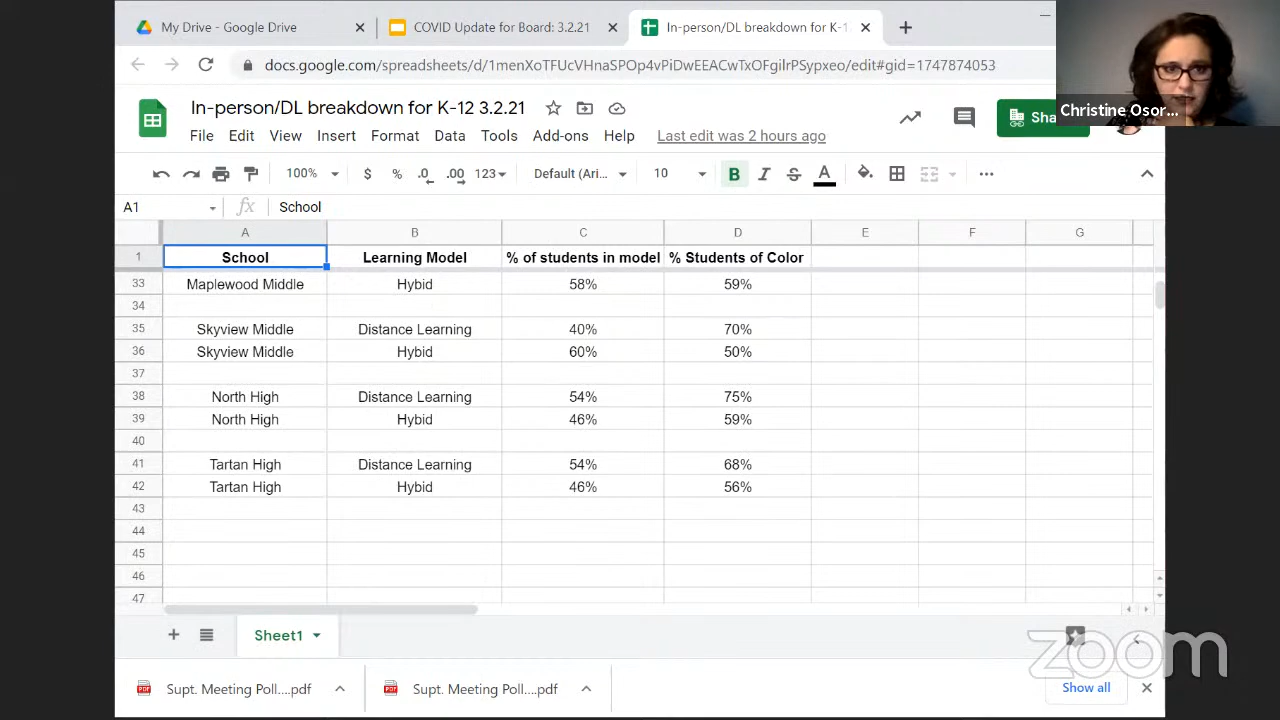 My Drive - Google Drive
COVID Update for Board: 3.2.21
In-person/DL breakdown for K-1
docs.google.com/spreadsheets/d/1menXoTFUcVHnaSPOp4vPiDwEEACwTxOFgiIrPSypxeo/edit#gid=1747874053
Christine Osor...
In-person/DL breakdown for K-12 3.2.21
Sha
File Edit View Insert Format Data Tools Add-ons Help Last edit was 2 hours ago
100% $ % .0 .00 123 Default (Ari... 10 B I S A
A1 fx School
A B C D E F G
1 School Learning Model % of students in model % Students of Color
33 Maplewood Middle Hybid 58% 59%
34
35 Skyview Middle Distance Learning 40% 70%
36 Skyview Middle Hybid 60% 50%
37
38 North High Distance Learning 54% 75%
39 North High Hybid 46% 59%
40
41 Tartan High Distance Learning 54% 68%
42 Tartan High Hybid 46% 56%
43
44
45
46
47
Sheet1
zoom
Supt. Meeting Poll....pdf Supt. Meeting Poll....pdf Show all